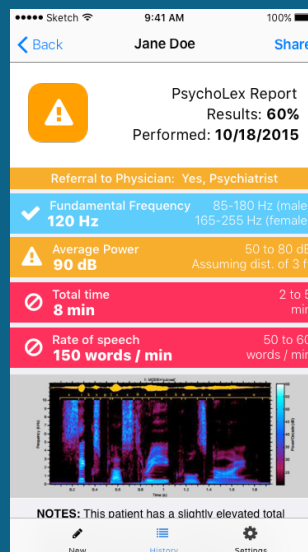 Sketch 9:41 AM 100%
Back Jane Doe Share
PsychoLex Report
Results: 60%
Performed: 10/18/2015
Referral to Physician: Yes, Psychiatrist
Fundamental Frequency 85-180 Hz (male
120 Hz 165-255 Hz (female
Average Power 50 to 80 dB
90 dB Assuming dist. of 3 f
Total time 2 to 5
8 min min
Rate of speech 50 to 60
150 words / min words / min
NOTES: This patient has a slightly elevated total
New History Settings